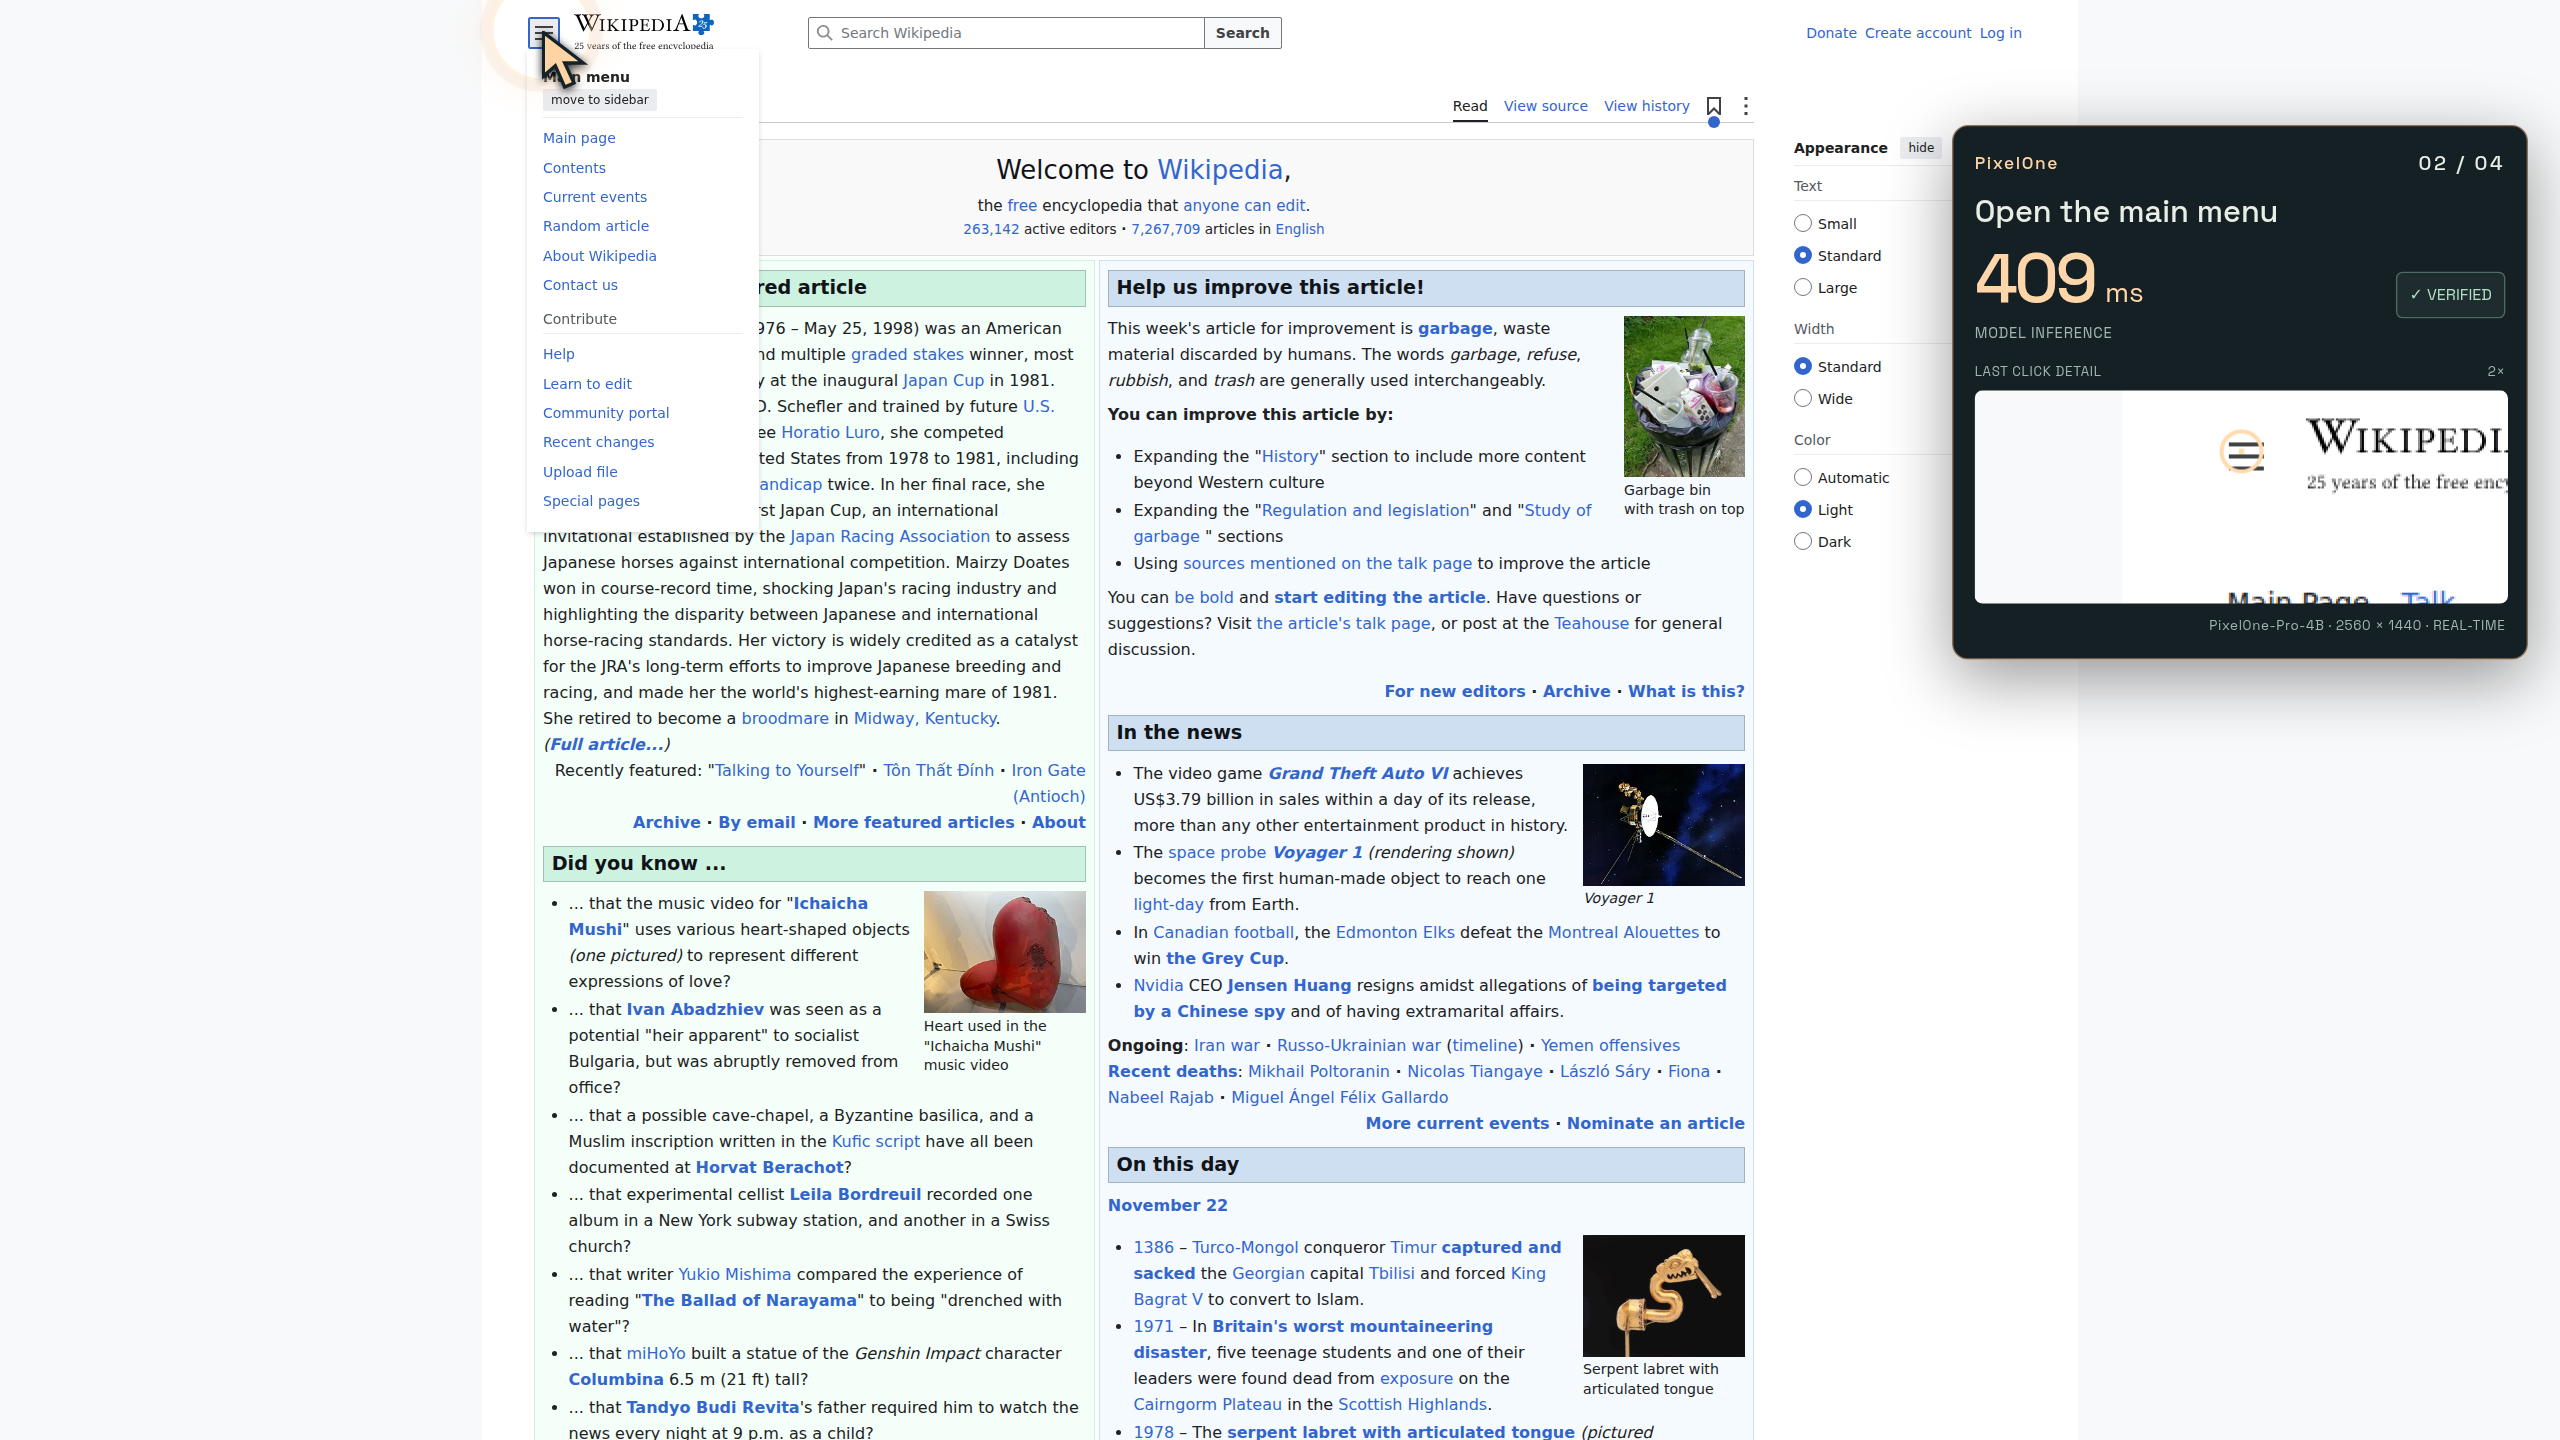 WIKIPEDIA
25 years of the free encyclopedia
Search Wikipedia
Search
Donate Create account Log in
menu
move to sidebar
Main page
Contents
Current events
Random article
About Wikipedia
Contact us
Contribute
Help
Learn to edit
Community portal
Recent changes
Upload file
Special pages
Read View source View history
Welcome to Wikipedia,
the free encyclopedia that anyone can edit.
263,142 active editors · 7,267,709 articles in English
red article
976 – May 25, 1998) was an American
nd multiple graded stakes winner, most
y at the inaugural Japan Cup in 1981.
D. Schefler and trained by future U.S.
ee Horatio Luro, she competed
ted States from 1978 to 1981, including
andicap twice. In her final race, she
rst Japan Cup, an international
invitational established by the Japan Racing Association to assess
Japanese horses against international competition. Mairzy Doates
won in course-record time, shocking Japan's racing industry and
highlighting the disparity between Japanese and international
horse-racing standards. Her victory is widely credited as a catalyst
for the JRA's long-term efforts to improve Japanese breeding and
racing, and made her the world's highest-earning mare of 1981.
She retired to become a broodmare in Midway, Kentucky.
(Full article...)
Recently featured: "Talking to Yourself" · Tôn Thất Đính · Iron Gate
(Antioch)
Archive · By email · More featured articles · About
Did you know ...
... that the music video for "Ichaicha
Mushi" uses various heart-shaped objects
(one pictured) to represent different
expressions of love?
Heart used in the
"Ichaicha Mushi"
music video
... that Ivan Abadzhiev was seen as a
potential "heir apparent" to socialist
Bulgaria, but was abruptly removed from
office?
... that a possible cave-chapel, a Byzantine basilica, and a
Muslim inscription written in the Kufic script have all been
documented at Horvat Berachot?
... that experimental cellist Leila Bordreuil recorded one
album in a New York subway station, and another in a Swiss
church?
... that writer Yukio Mishima compared the experience of
reading "The Ballad of Narayama" to being "drenched with
water"?
... that miHoYo built a statue of the Genshin Impact character
Columbina 6.5 m (21 ft) tall?
... that Tandyo Budi Revita's father required him to watch the
news every night at 9 p.m. as a child?
Help us improve this article!
This week's article for improvement is garbage, waste
material discarded by humans. The words garbage, refuse,
rubbish, and trash are generally used interchangeably.
You can improve this article by:
Expanding the "History" section to include more content
beyond Western culture
Expanding the "Regulation and legislation" and "Study of
garbage " sections
Using sources mentioned on the talk page to improve the article
Garbage bin
with trash on top
You can be bold and start editing the article. Have questions or
suggestions? Visit the article's talk page, or post at the Teahouse for general
discussion.
For new editors · Archive · What is this?
In the news
The video game Grand Theft Auto VI achieves
US$3.79 billion in sales within a day of its release,
more than any other entertainment product in history.
The space probe Voyager 1 (rendering shown)
becomes the first human-made object to reach one
light-day from Earth.
Voyager 1
In Canadian football, the Edmonton Elks defeat the Montreal Alouettes to
win the Grey Cup.
Nvidia CEO Jensen Huang resigns amidst allegations of being targeted
by a Chinese spy and of having extramarital affairs.
Ongoing: Iran war · Russo-Ukrainian war (timeline) · Yemen offensives
Recent deaths: Mikhail Poltoranin · Nicolas Tiangaye · László Sáry · Fiona ·
Nabeel Rajab · Miguel Ángel Félix Gallardo
More current events · Nominate an article
On this day
November 22
1386 – Turco-Mongol conqueror Timur captured and
sacked the Georgian capital Tbilisi and forced King
Bagrat V to convert to Islam.
1971 – In Britain's worst mountaineering
disaster, five teenage students and one of their
leaders were found dead from exposure on the
Cairngorm Plateau in the Scottish Highlands.
1978 – The serpent labret with articulated tongue (pictured
Serpent labret with
articulated tongue
Appearance hide
Text
Small
Standard
Large
Width
Standard
Wide
Color
Automatic
Light
Dark
PixelOne 02 / 04
Open the main menu
409 ms
✓ VERIFIED
MODEL INFERENCE
LAST CLICK DETAIL 2×
WIKIPEDI
25 years of the free ency
Main Page Talk
PixelOne-Pro-4B · 2560 × 1440 · REAL-TIME